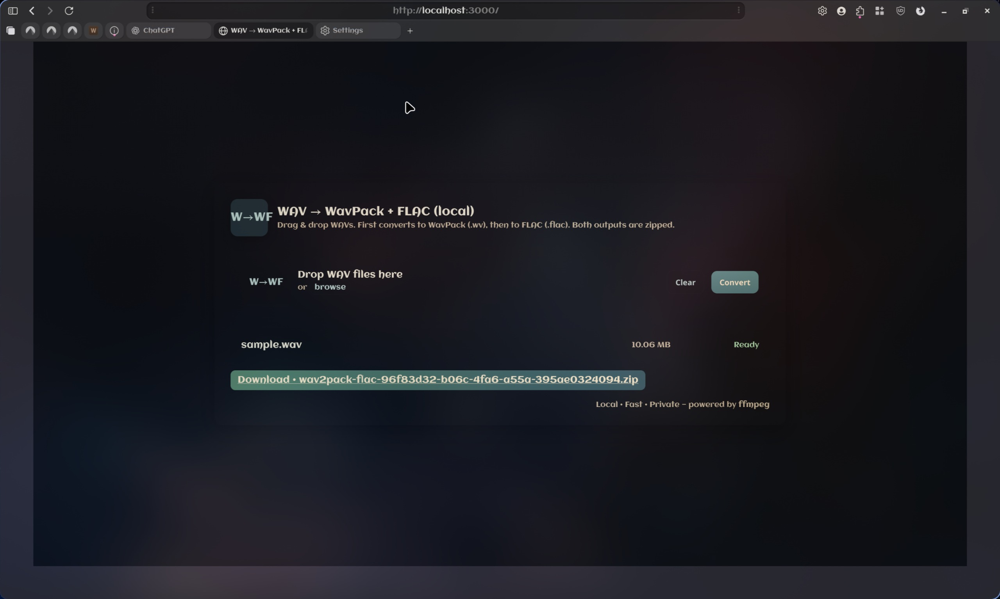 http://localhost:3000/
W
ChatGPT
WAV → WavPack + FLA
Settings
W→WF
WAV → WavPack + FLAC (local)
Drag & drop WAVs. First converts to WavPack (.wv), then to FLAC (.flac). Both outputs are zipped.
W→WF
Drop WAV files here
or browse
Clear
Convert
sample.wav
10.06 MB
Ready
Download • wav2pack-flac-96f83d32-b06c-4fa6-a55a-395ae0324094.zip
Local • Fast • Private – powered by ffmpeg